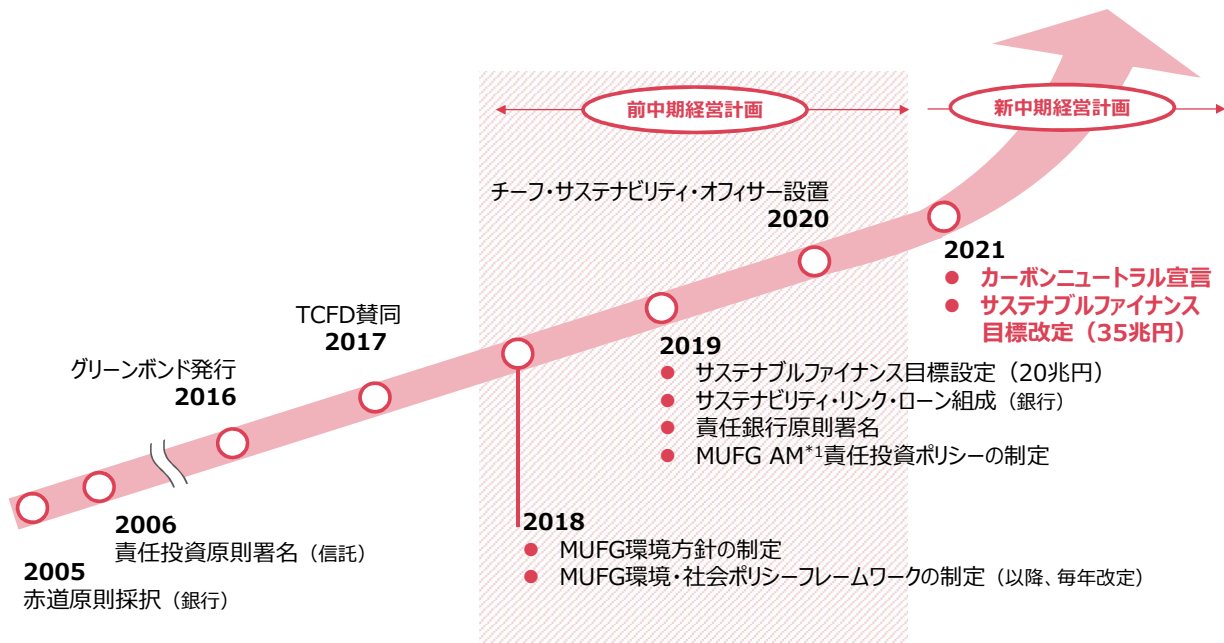 前中期経営計画
新中期経営計画
チーフ・サステナビリティ・オフィサー設置
2020
2021
● カーボンニュートラル宣言
● サステナブルファイナンス
目標改定（35兆円）
TCFD賛同
2017
2019
● サステナブルファイナンス目標設定（20兆円）
● サステナビリティ・リンク・ローン組成（銀行）
● 責任銀行原則署名
● MUFG AM*1責任投資ポリシーの制定
グリーンボンド発行
2016
2018
● MUFG環境方針の制定
● MUFG環境・社会ポリシーフレームワークの制定（以降、毎年改定）
2006
責任投資原則署名（信託）
2005
赤道原則採択（銀行）